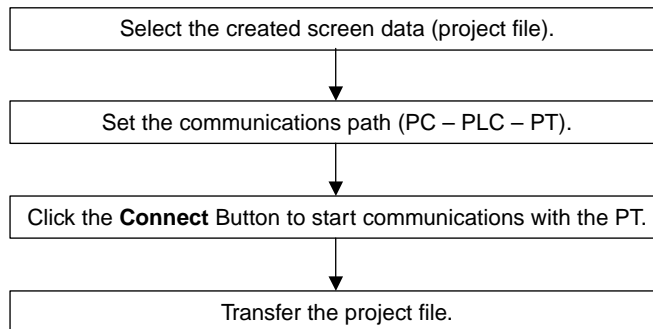 Select the created screen data (project file).
Set the communications path (PC – PLC – PT).
Click the Connect Button to start communications with the PT.
Transfer the project file.